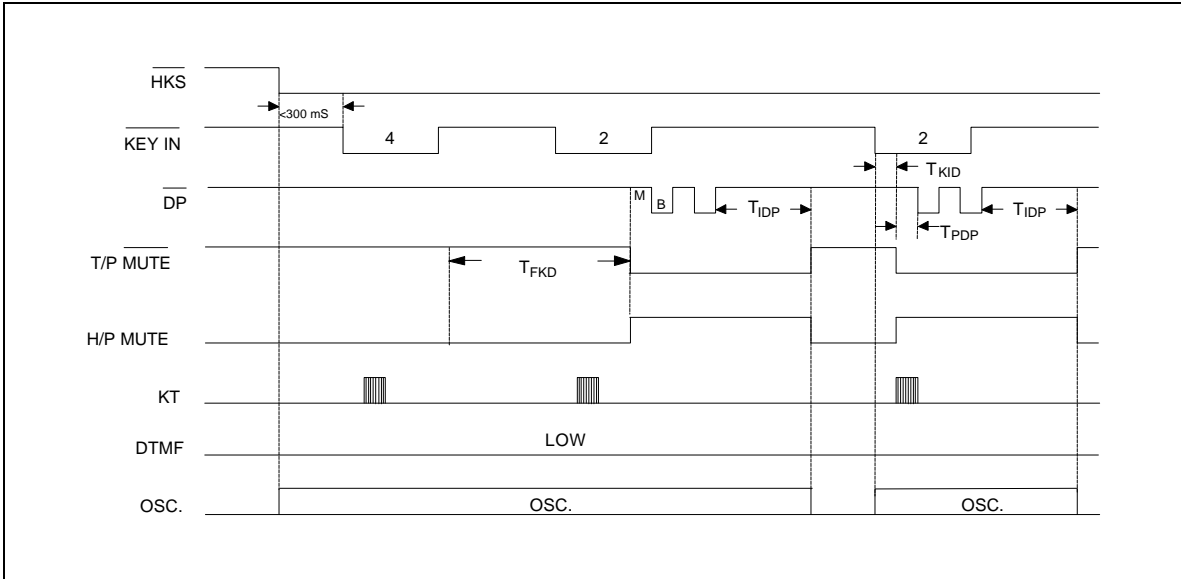 HKS
<300 mS
KEY IN 4 2 2
TKID
DP M B TIDP TIDP
TPDP
T/P MUTE
TFKD
H/P MUTE
KT
DTMF LOW
OSC. OSC. OSC.